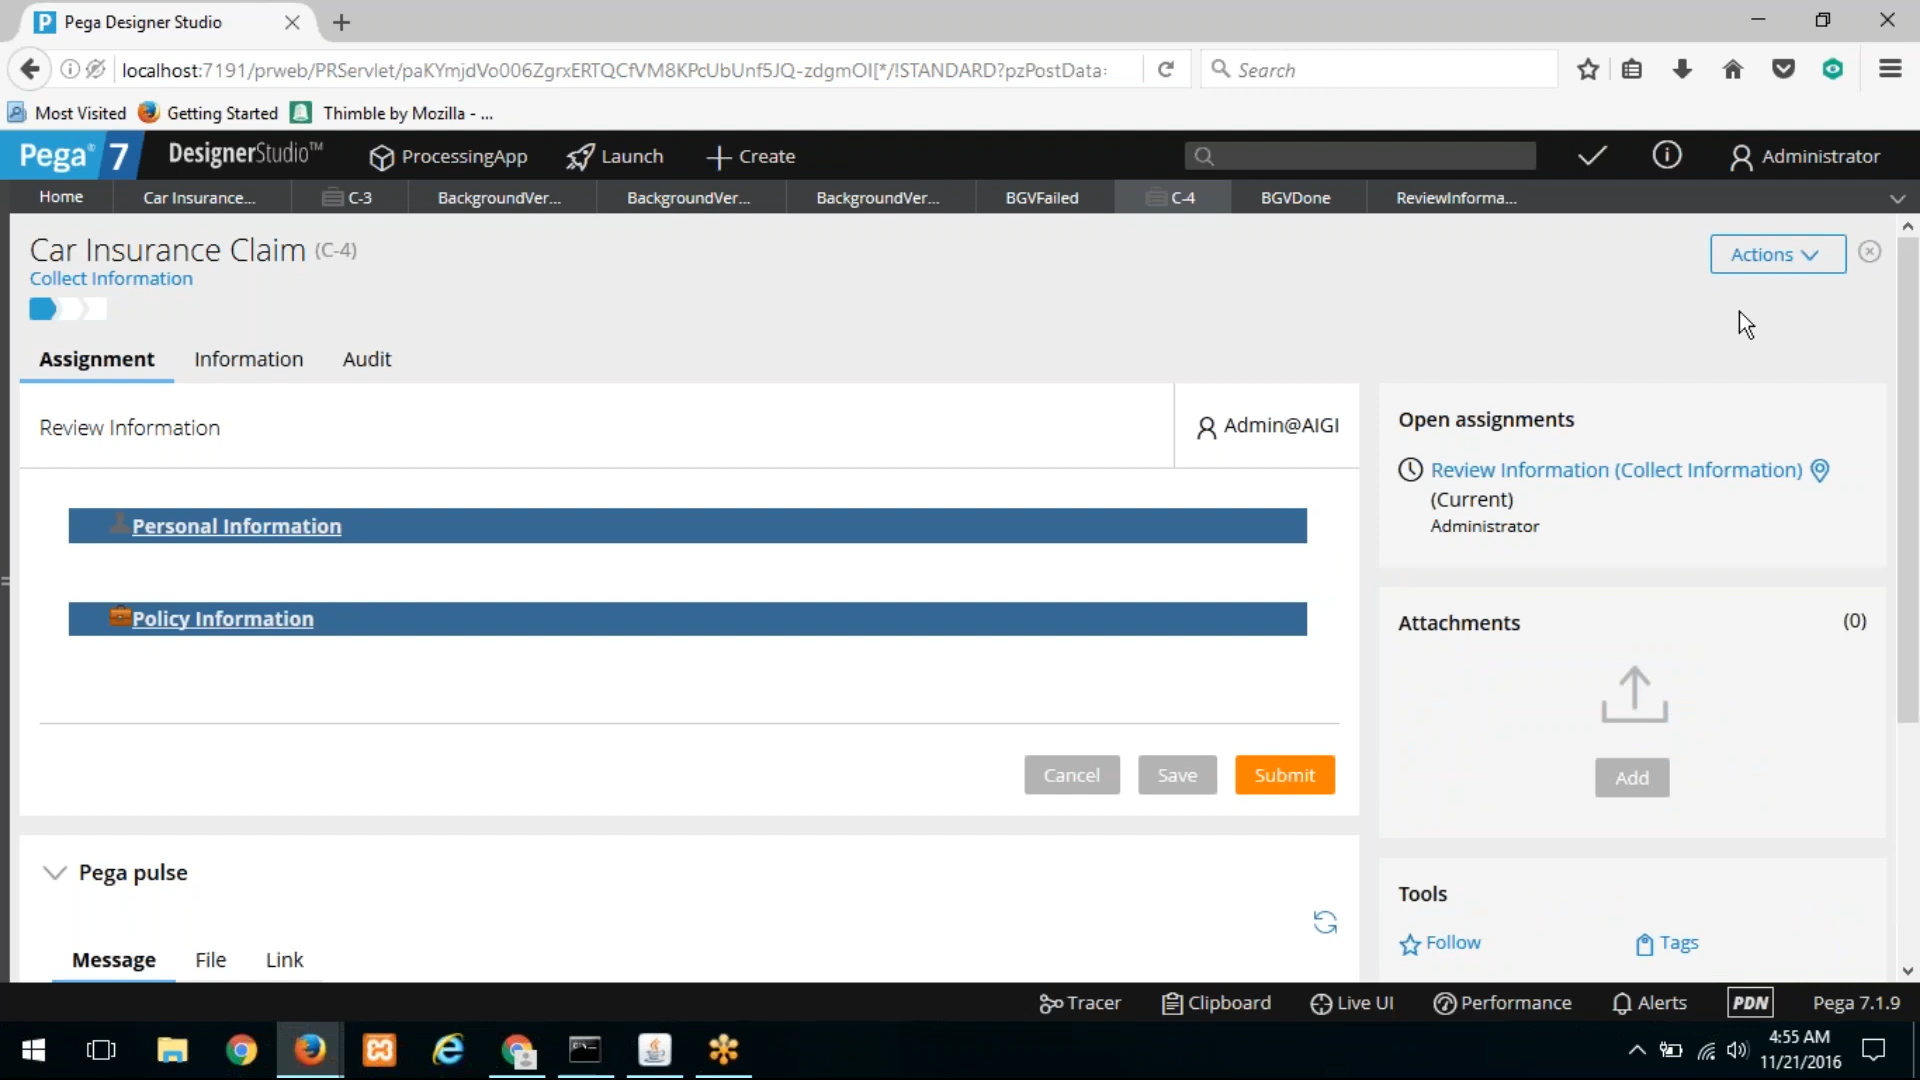 Pega Designer Studio
localhost:7191/prweb/PRServlet/paKYmjdVo006ZgrxERTQCfVM8KPcUbUnf5JQ-zdgmOI[*/!STANDARD?pzPostData:
Search
Most Visited Getting Started Thimble by Mozilla - ...
Pega 7 DesignerStudio™ ProcessingApp Launch Create Administrator
Home Car Insurance... C-3 BackgroundVer... BackgroundVer... BackgroundVer... BGVFailed C-4 BGVDone ReviewInforma...
Car Insurance Claim (C-4)
Actions
Collect Information
Assignment Information Audit
Review Information
Admin@AIGI
Personal Information
Policy Information
Cancel Save Submit
Pega pulse
Message File Link
Open assignments
Review Information (Collect Information)
(Current)
Administrator
Attachments (0)
Add
Tools
Follow Tags
Tracer Clipboard Live UI Performance Alerts PDN Pega 7.1.9
4:55 AM
11/21/2016